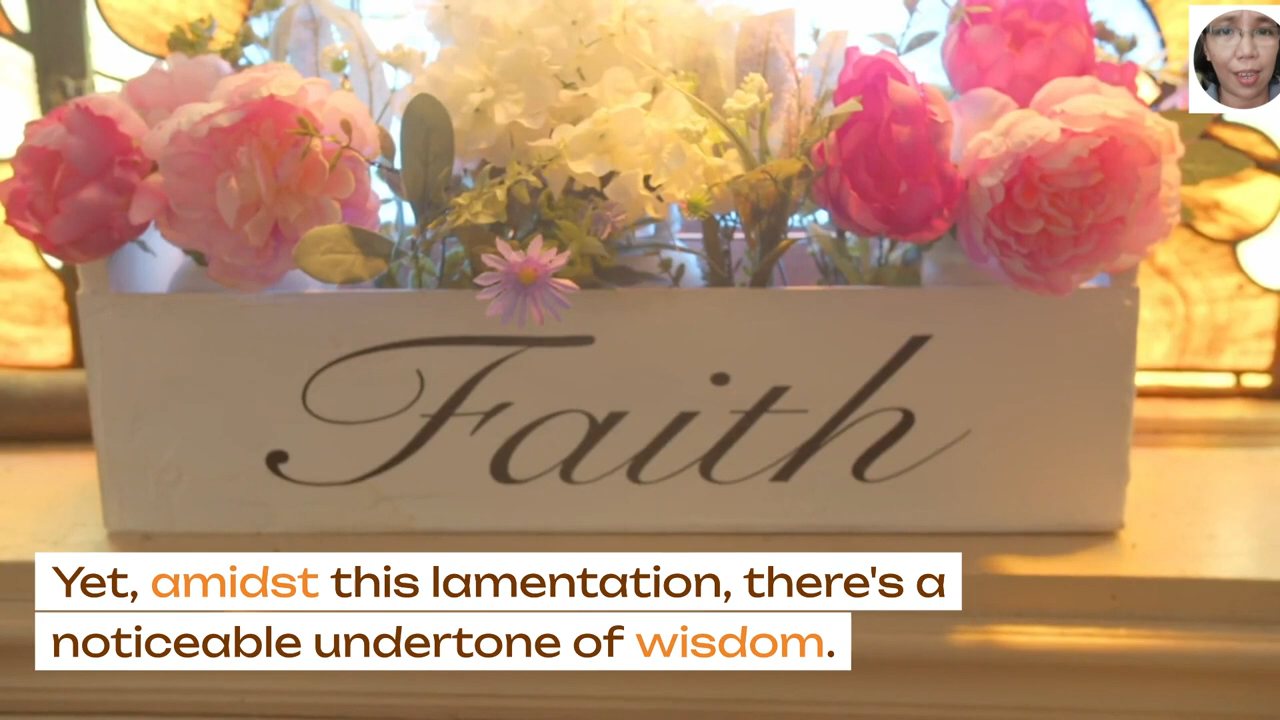 Faith
Yet, amidst this lamentation, there's a
noticeable undertone of wisdom.